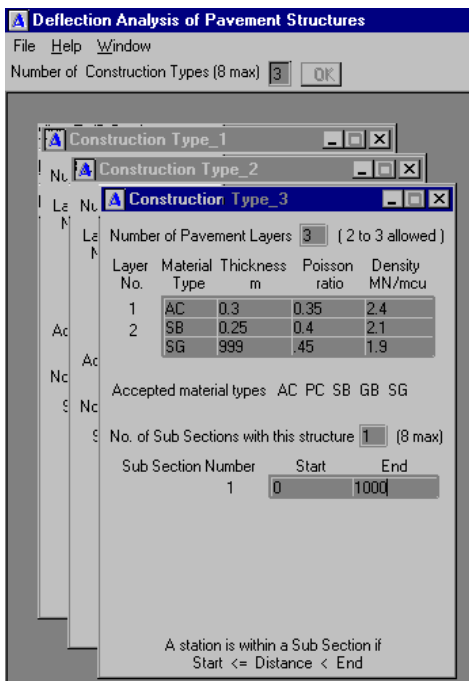 Deflection Analysis of Pavement Structures
File Help Window
Number of Construction Types (8 max) 3 OK
Construction Type_1
Construction Type_2
Construction Type_3
Number of Pavement Layers 3 ( 2 to 3 allowed )
Layer Material Thickness Poisson Density
No. Type m ratio MN/mcu
1 AC 0.3 0.35 2.4
2 SB 0.25 0.4 2.1
SG 999 .45 1.9
Accepted material types AC PC SB GB SG
No. of Sub Sections with this structure 1 (8 max)
Sub Section Number Start End
1 0 1000
A station is within a Sub Section if
Start <= Distance < End